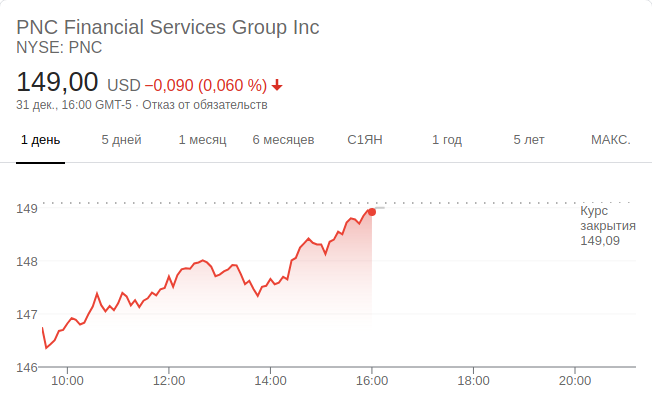 PNC Financial Services Group Inc
NYSE: PNC
149,00 USD −0,090 (0,060 %)
31 дек., 16:00 GMT-5 · Отказ от обязательств
1 день 5 дней 1 месяц 6 месяцев С1ЯН 1 год 5 лет МАКС.
149
Курс
закрытия
149,09
148
147
146
10:00 12:00 14:00 16:00 18:00 20:00